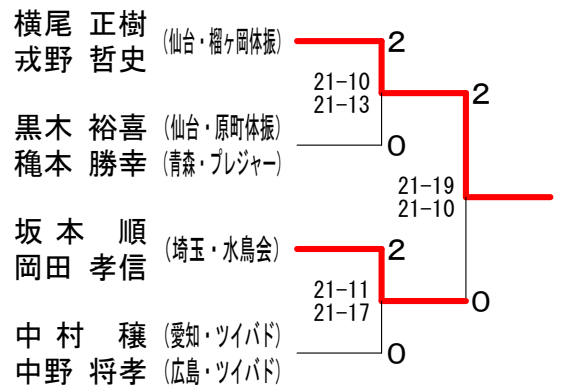 横尾 正樹 (仙台・榴ヶ岡体振)
戎野 哲史
2
21-10
21-13
2
黒木 裕喜 (仙台・原町体振)
穐本 勝幸 (青森・プレジャー)
0
21-19
21-10
坂本 順 (埼玉・水鳥会)
岡田 孝信
2
21-11
21-17
0
中村 穣 (愛知・ツイバド)
中野 将孝 (広島・ツイバド)
0